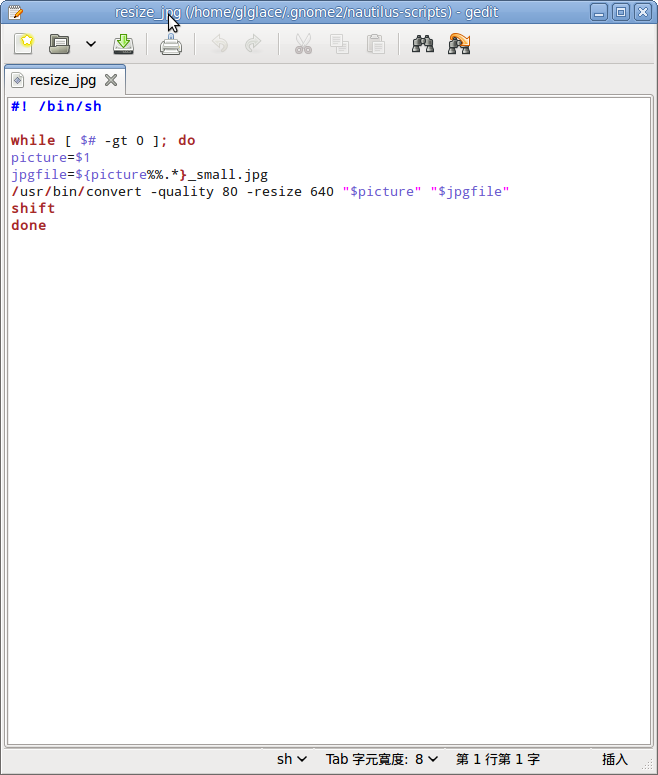 resize_jpg (/home/glglace/.gnome2/nautilus-scripts) - gedit
resize_jpg
#! /bin/sh
while [ $# -gt 0 ]; do
picture=$1
jpgfile=${picture%%.*}_small.jpg
/usr/bin/convert -quality 80 -resize 640 "$picture" "$jpgfile"
shift
done
sh Tab 字元寬度: 8 第 1 行第 1 字 插入